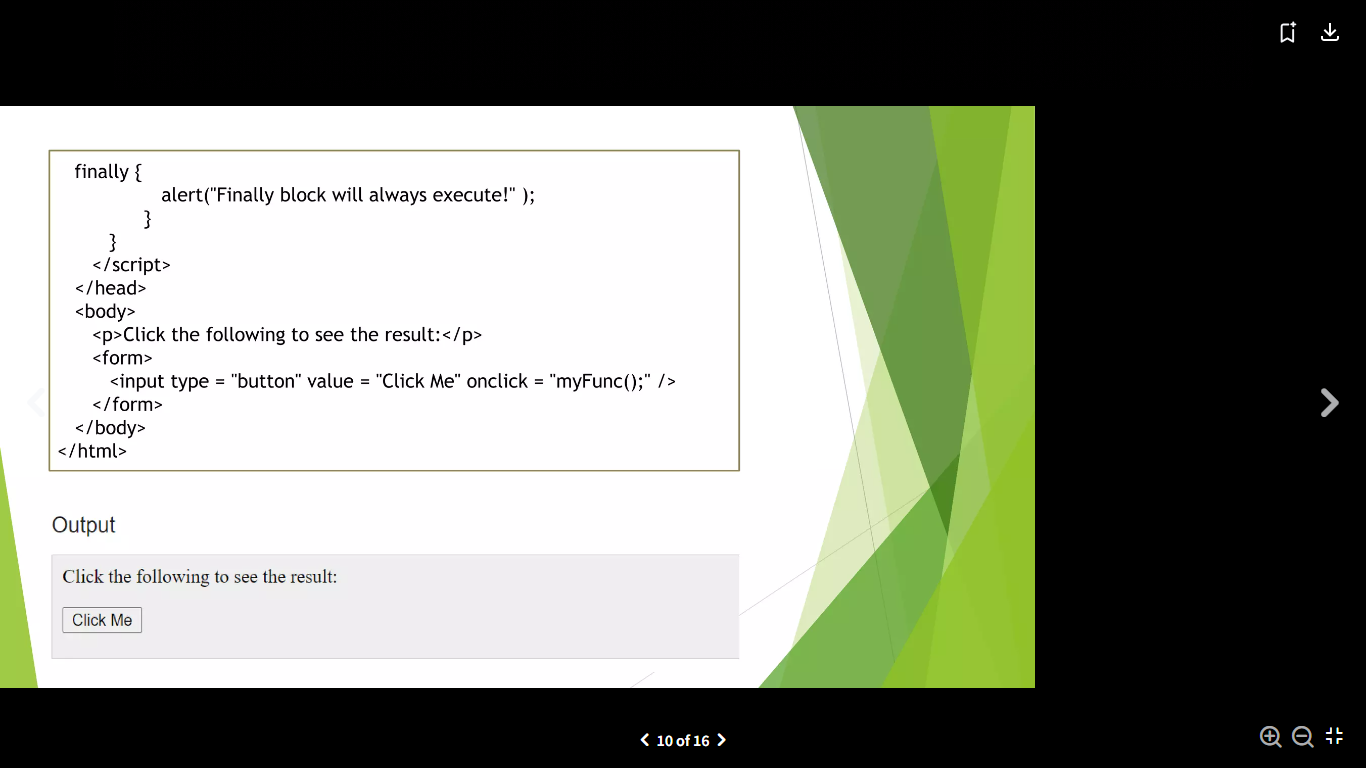 finally {
alert("Finally block will always execute!" );
}
}
</script>
</head>
<body>
<p>Click the following to see the result:</p>
<form>
<input type = "button" value = "Click Me" onclick = "myFunc();" />
</form>
</body>
</html>
Output
Click the following to see the result:
Click Me
10 of 16